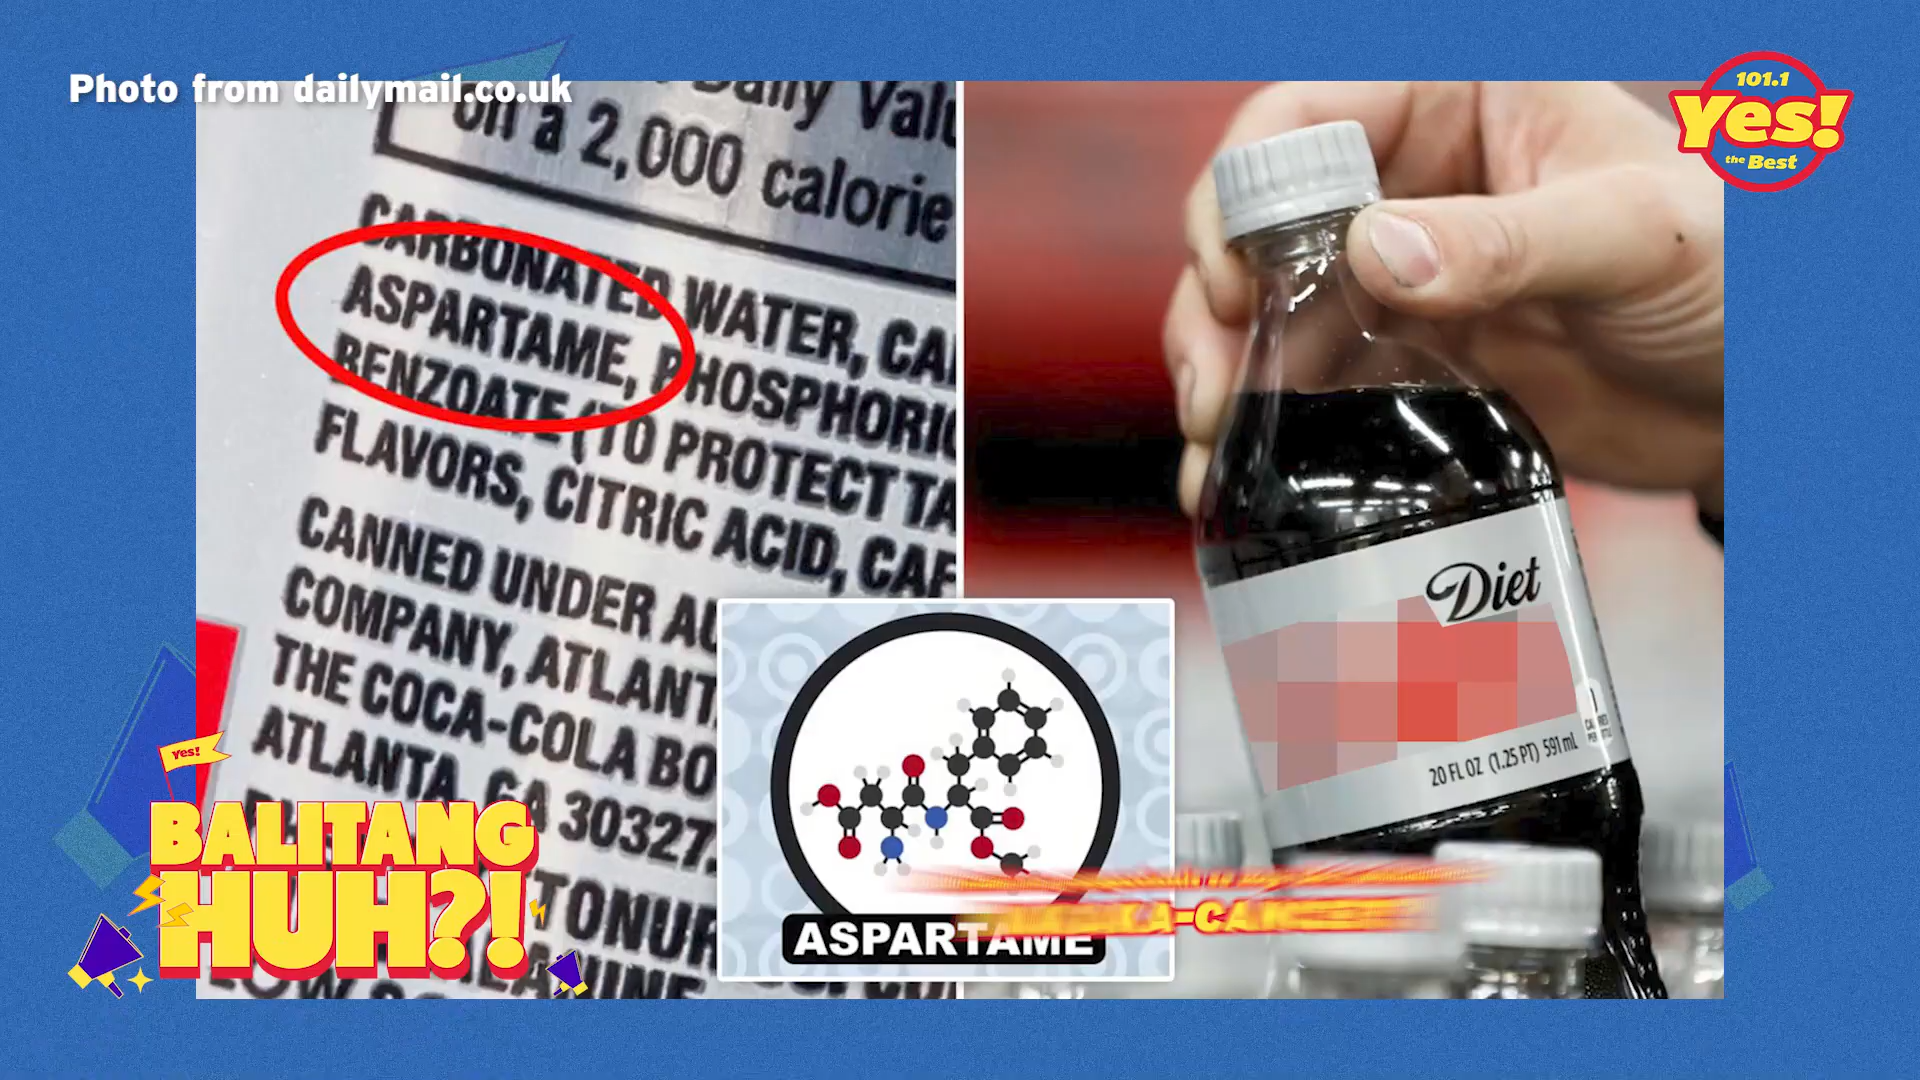 Photo from dailymail.co.uk
101.1
Yes!
the Best
Daily Val
on a 2,000 calorie
CARBONATED WATER, CA
ASPARTAME, PHOSPHORIC
BENZOATE (TO PROTECT TA
FLAVORS, CITRIC ACID, CAF
CANNED UNDER AU
COMPANY, ATLANT
THE COCA-COLA BO
ATLANTA, GA 30327.
TONUR
Diet
20 FL OZ (1.25 PT) 591 mL
ASPARTAME
yes!
BALITANG
HUH?!